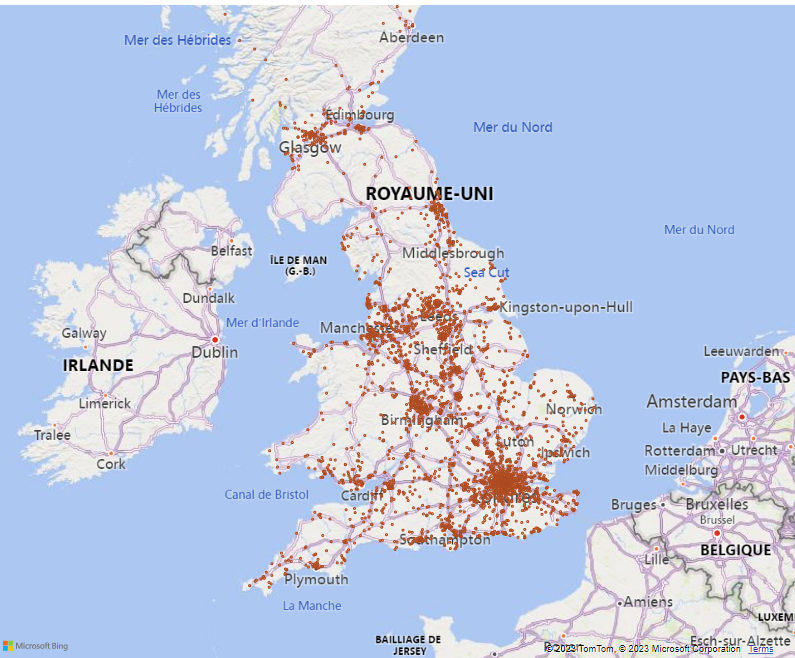 Aberdeen
Mer des Hébrides
Mer des
Hébrides
Édimbourg
Mer du Nord
Glasgow
ROYAUME-UNI
Mer du Nord
Belfast
ÎLE DE MAN
(G.-B.)
Middlesbrough
Sea Cut
Dundalk
Kingston-upon-Hull
Leeds
Mer d'Irlande
Manchester
Galway
Dublin
Sheffield
Leeuwarden
IRLANDE
PAYS-BAS
Limerick
Amsterdam
Norwich
Birmingham
La Haye
Tralee
Luton
Ipswich
Rotterdam
Utrecht
Cork
Middelburg
Canal de Bristol
Cardiff
Londres
Bruges
Bruxelles
Brussel
Southampton
BELGIQUE
Lille
Plymouth
La Manche
Amiens
LUXEM
BAILLIAGE DE
JERSEY
Esch-sur-Alzette
Microsoft Bing
© 2023 TomTom, © 2023 Microsoft Corporation Terms